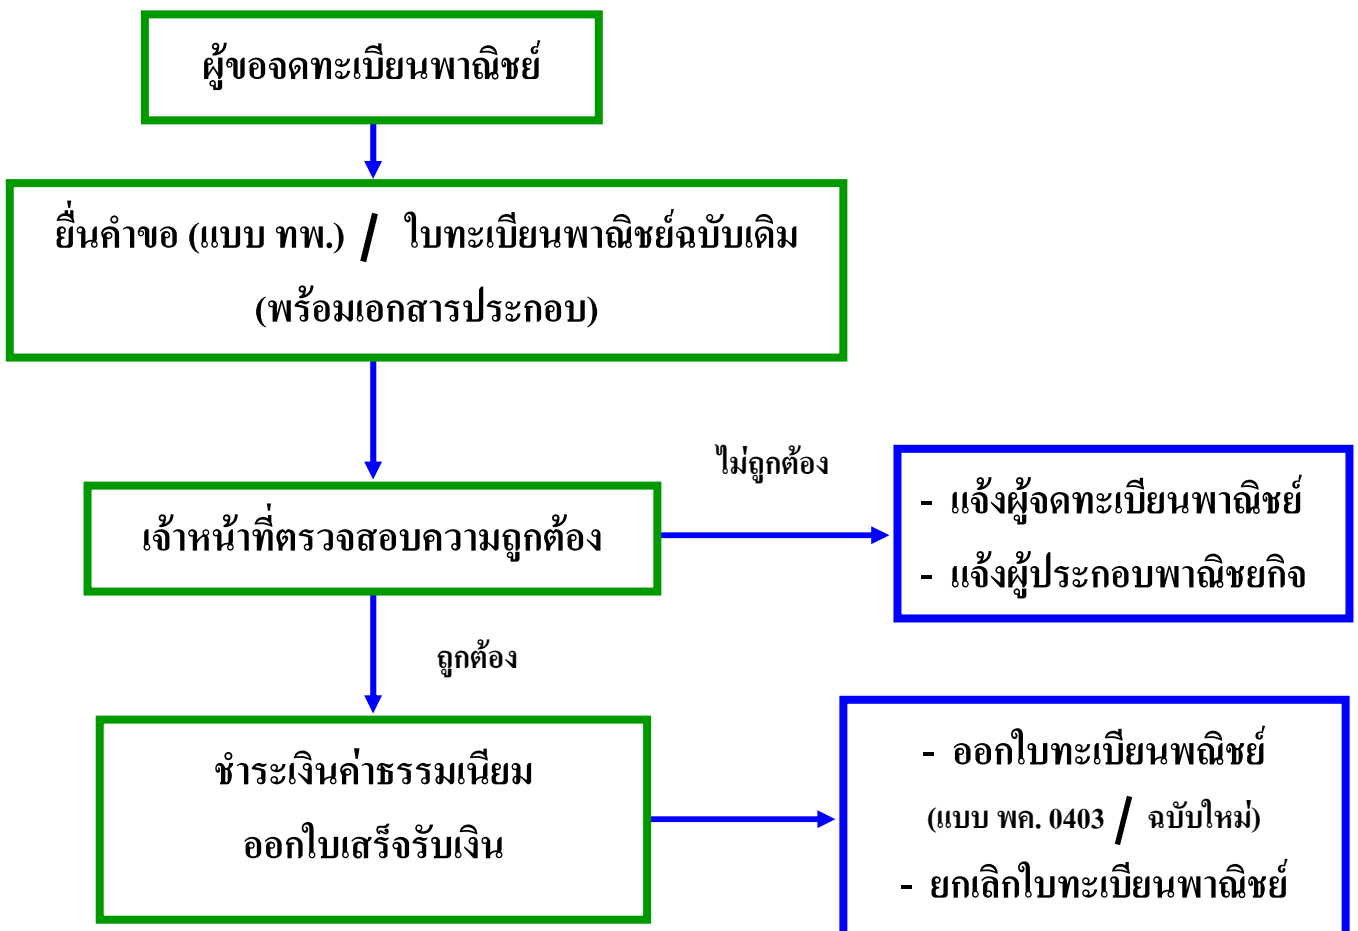 ผู้ขอจดทะเบียนพาณิชย์
ยื่นคำขอ (แบบ ทพ.) / ใบทะเบียนพาณิชย์ฉบับเดิม
(พร้อมเอกสารประกอบ)
ไม่ถูกต้อง
- แจ้งผู้จดทะเบียนพาณิชย์
- แจ้งผู้ประกอบพาณิชยกิจ
เจ้าหน้าที่ตรวจสอบความถูกต้อง
ถูกต้อง
ชำระเงินค่าธรรมเนียม
ออกใบเสร็จรับเงิน
- ออกใบทะเบียนพณิชย์
(แบบ พค. 0403 / ฉบับใหม่)
- ยกเลิกใบทะเบียนพาณิชย์